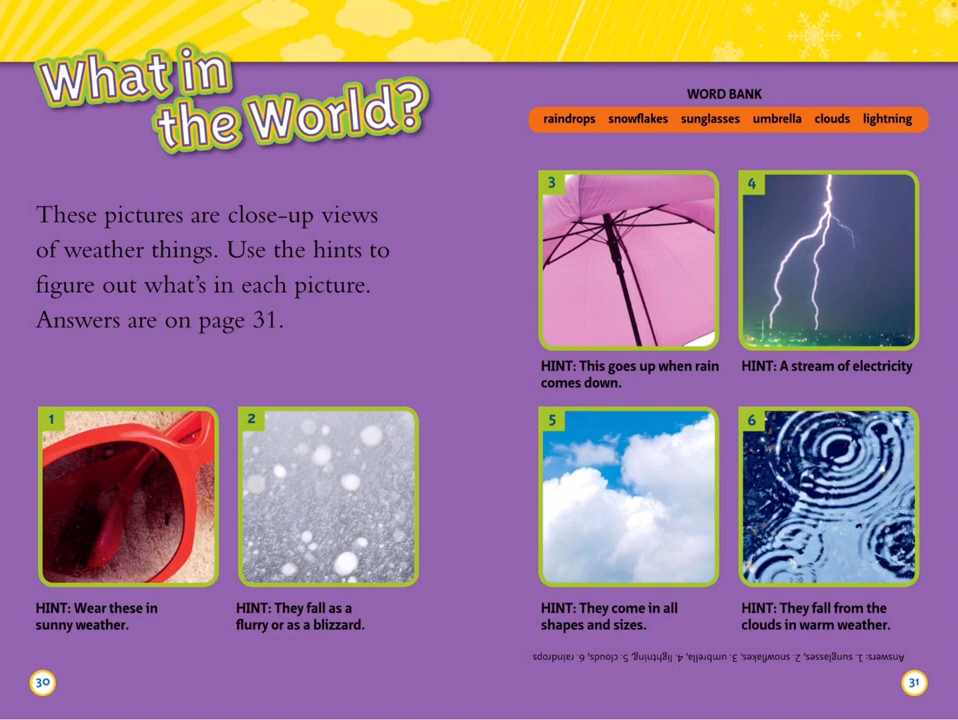 What in
the World?
These pictures are close-up views
of weather things. Use the hints to
figure out what’s in each picture.
Answers are on page 31.
1
HINT: Wear these in
sunny weather.
2
HINT: They fall as a
flurry or as a blizzard.
30
WORD BANK
raindrops snowflakes sunglasses umbrella clouds lightning
3
HINT: This goes up when rain
comes down.
4
HINT: A stream of electricity
5
HINT: They come in all
shapes and sizes.
6
HINT: They fall from the
clouds in warm weather.
Answers: 1. sunglasses, 2. snowflakes, 3. umbrella, 4. lightning, 5. clouds, 6. raindrops
31